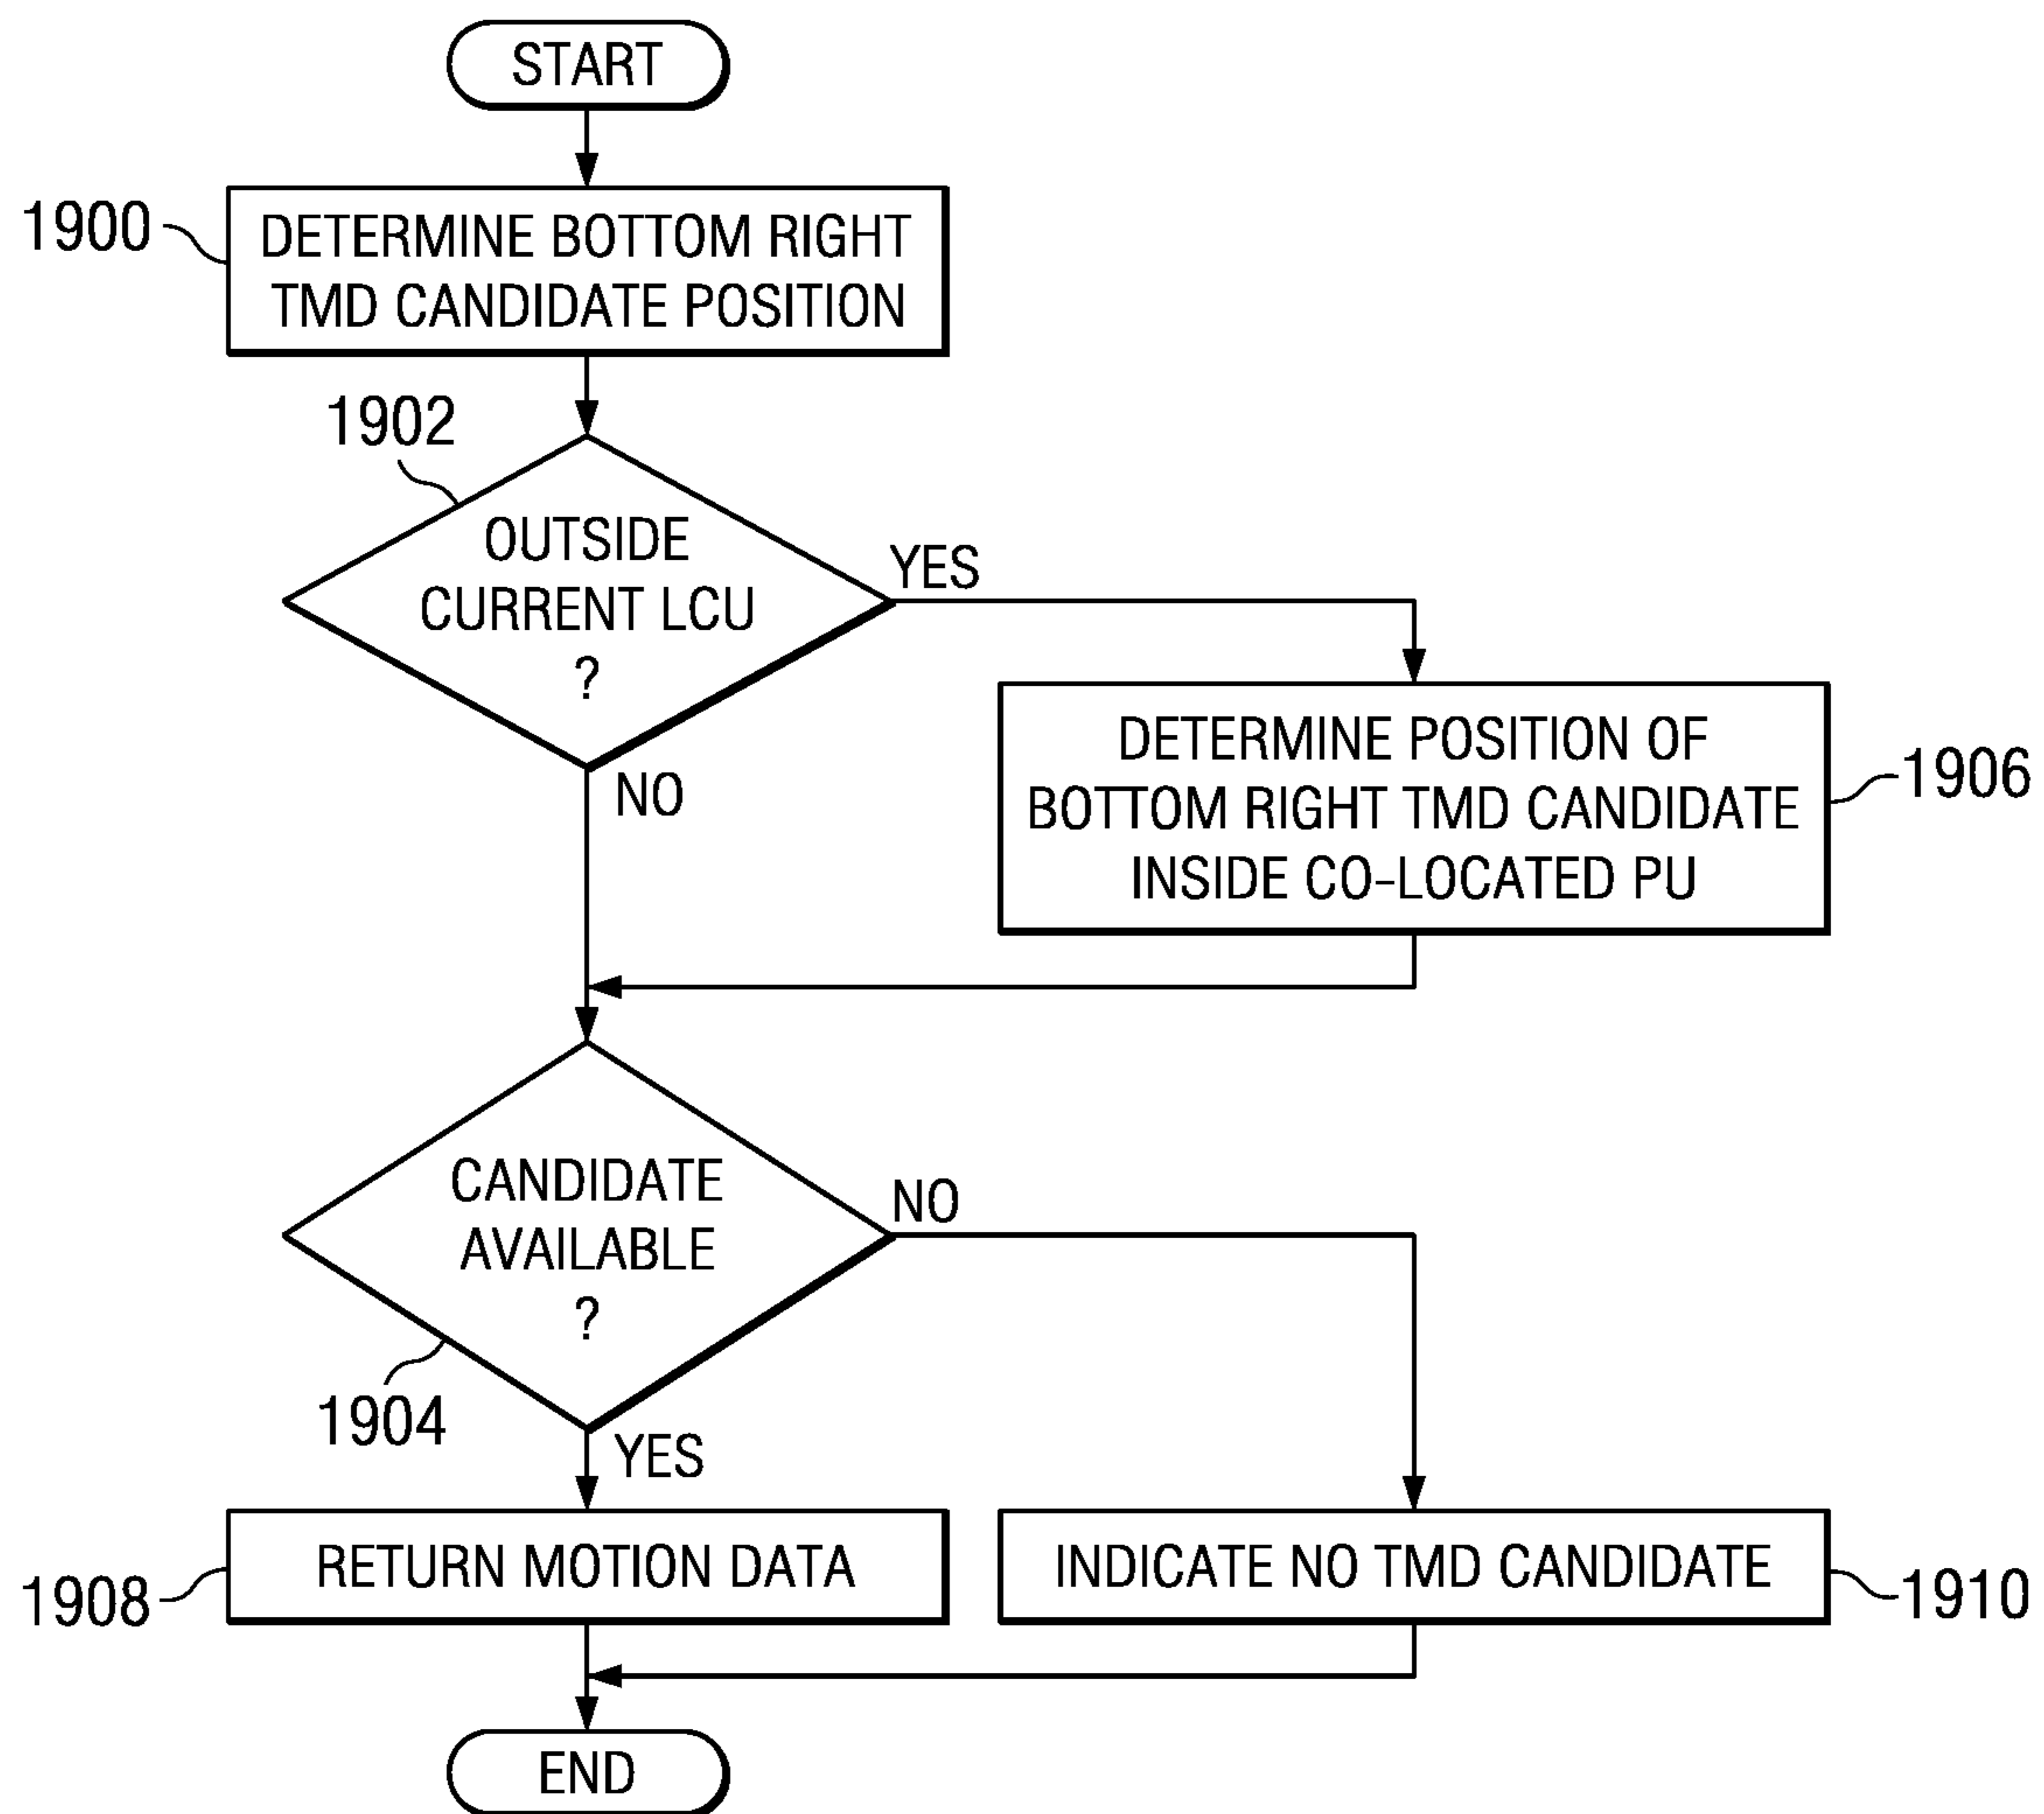 START
1900
DETERMINE BOTTOM RIGHT
TMD CANDIDATE POSITION
1902
OUTSIDE
CURRENT LCU
?
YES
NO
DETERMINE POSITION OF
BOTTOM RIGHT TMD CANDIDATE
INSIDE CO-LOCATED PU
1906
CANDIDATE
AVAILABLE
?
NO
1904
YES
RETURN MOTION DATA
1908
INDICATE NO TMD CANDIDATE
1910
END